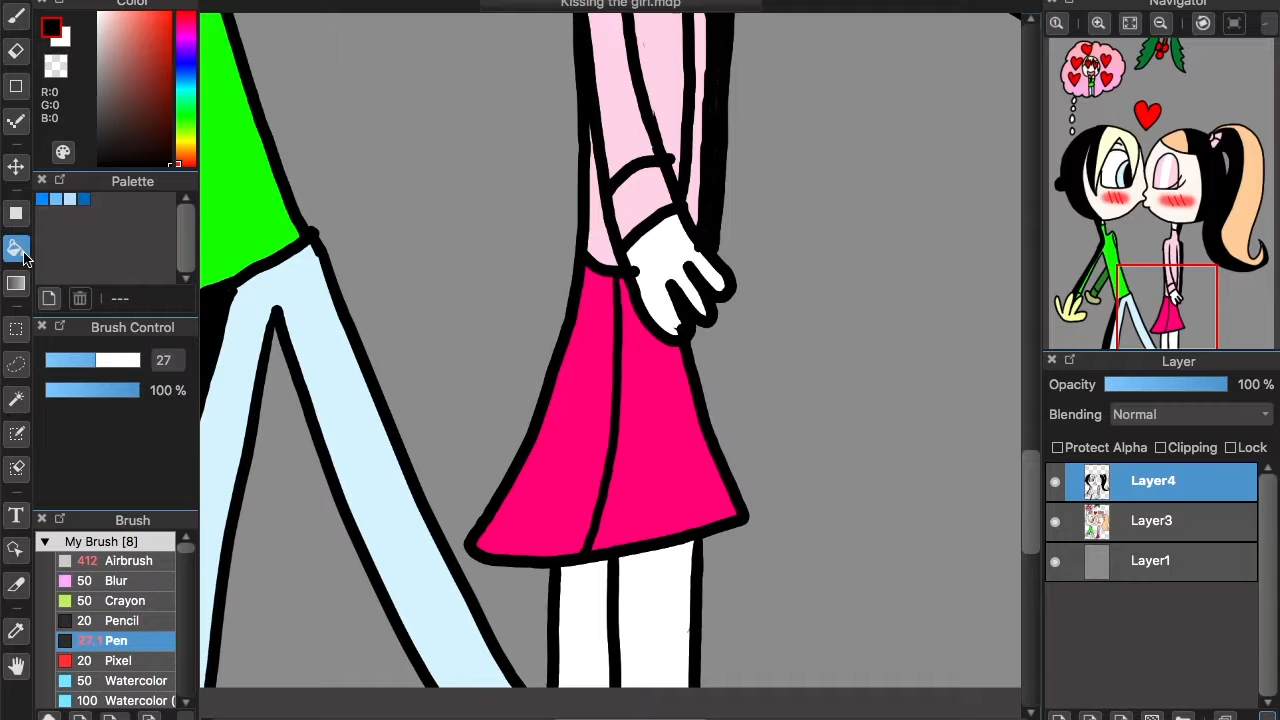 Color
Kissing the girl.mdp
Navigator
R:0
G:0
B:0
Palette
---
Brush Control
27
100 %
Brush
My Brush [8]
412 Airbrush
50 Blur
50 Crayon
20 Pencil
27.1 Pen
20 Pixel
50 Watercolor
100 Watercolor (
T
Layer
Opacity 100 %
Blending Normal
Protect Alpha Clipping Lock
Layer4
Layer3
Layer1